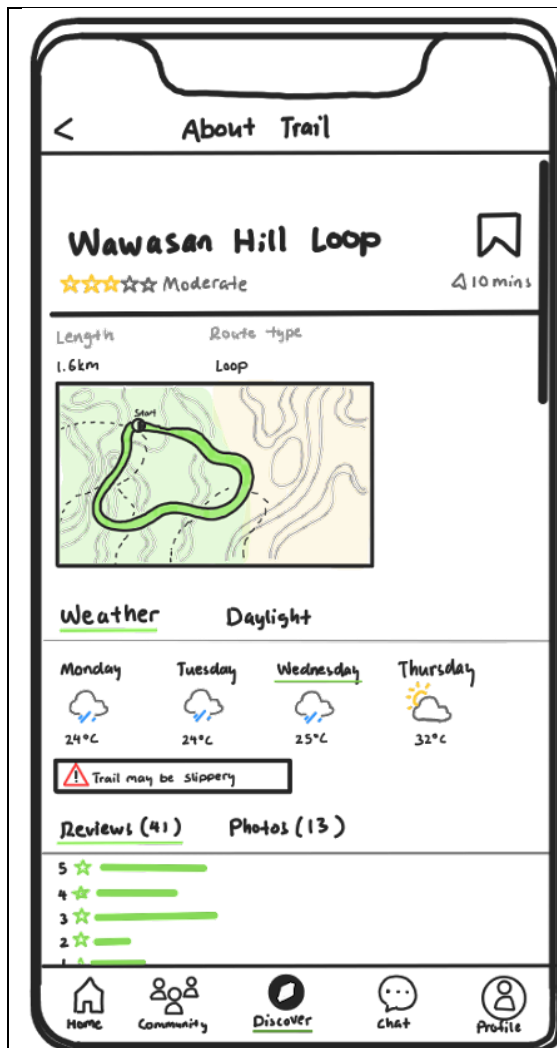 < About Trail
Wawasan Hill Loop
Moderate 10 mins
Length Route type
1.6km Loop
Start
Weather Daylight
Monday Tuesday Wednesday Thursday
24°C 24°C 25°C 32°C
! Trail may be slippery
Reviews (41) Photos (13)
5
4
3
2
1
Home Community Discover Chat Profile